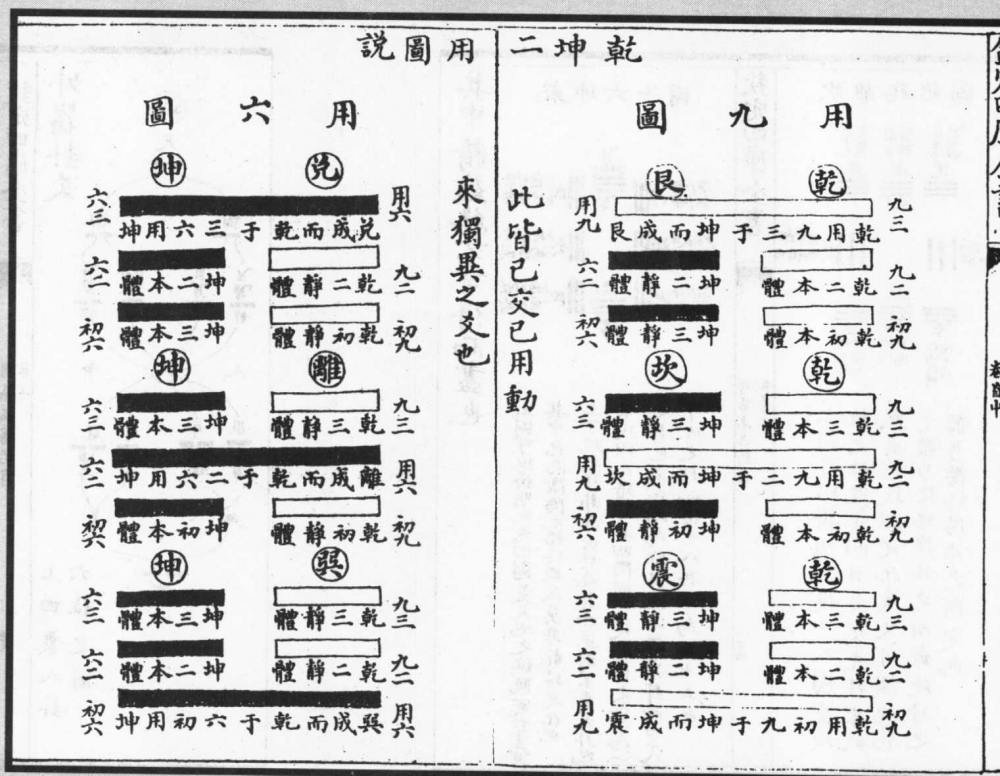 乾坤二用圖説
用九圖
乾 艮
九三 乾用九三于坤而成艮 用九
九二 乾二本體 坤二靜體 六二
初九 乾初本體 坤三靜體 初六
乾 坎
九三 乾三本體 坤三靜體 六三
九二 乾用九二于坤而成坎 用九
初九 乾初本體 坤初靜體 初六
乾 震
九三 乾三本體 坤三靜體 六三
九二 乾二本體 坤二靜體 六二
初九 乾用初九于坤而成震 用九
此皆已交已用動
來獨異之爻也
用六圖
兌 坤
用六 兌成而乾于三六用坤 六三
九二 乾二靜體 坤二本體 六二
初九 乾初靜體 坤三本體 初六
離 坤
九三 乾三靜體 坤三本體 六三
用六 離成而乾于二六用坤 六二
初九 乾初靜體 坤初本體 初六
巽 坤
九三 乾三靜體 坤三本體 六三
九二 乾二靜體 坤二本體 六二
用六 巽成而乾于六初用坤 初六